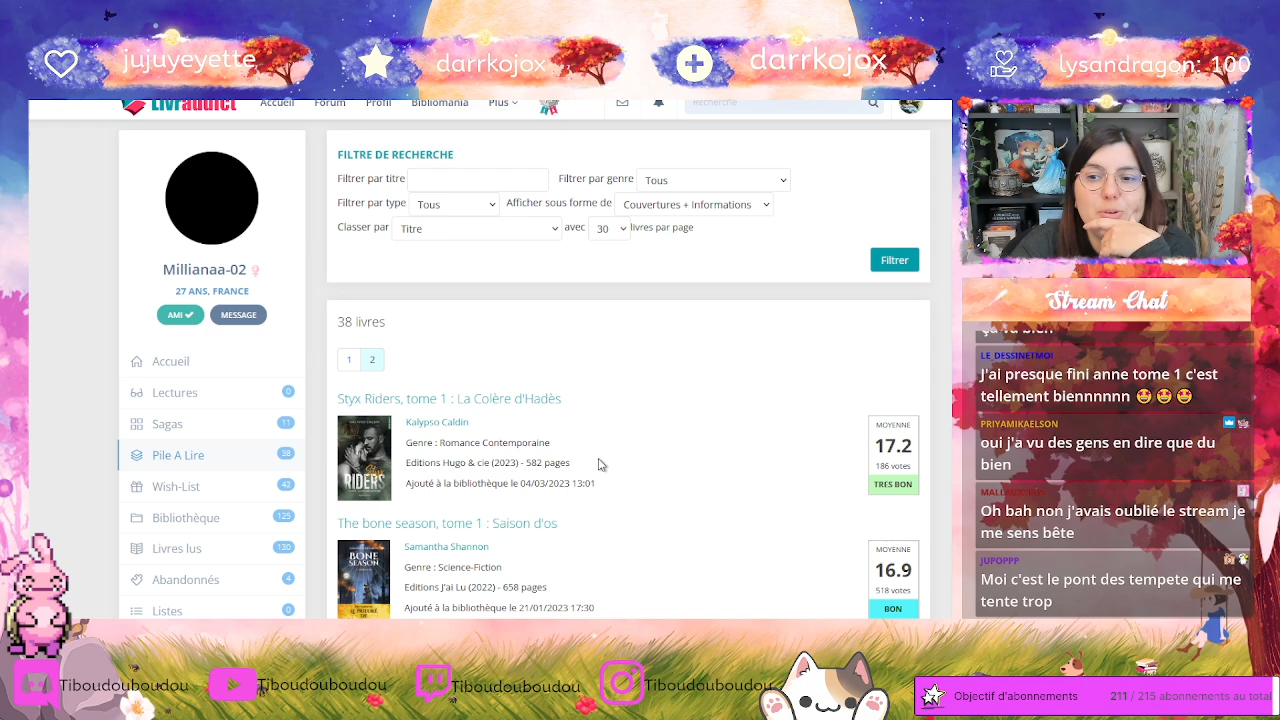 jujuyeyette
darrkojox
darrkojox
lysandragon: 100
Livraddict
Accueil
Forum
Profil
Bibliomania
Plus
Recherche
Millianaa-02
27 ANS, FRANCE
AMI
MESSAGE
Accueil
Lectures 0
Sagas 11
Pile A Lire 38
Wish-List 42
Bibliothèque 125
Livres lus 130
Abandonnés 4
Listes 0
FILTRE DE RECHERCHE
Filtrer par titre
Filtrer par genre Tous
Filtrer par type Tous
Afficher sous forme de Couvertures + Informations
Classer par Titre avec 30 livres par page
Filtrer
38 livres
1 2
Styx Riders, tome 1 : La Colère d'Hadès
RIDERS
Kalypso Caldin
Genre : Romance Contemporaine
Editions Hugo & cie (2023) - 582 pages
Ajouté à la bibliothèque le 04/03/2023 13:01
MOYENNE
17.2
186 votes
TRES BON
The bone season, tome 1 : Saison d'os
BONE
SEASON
Samantha Shannon
Genre : Science-Fiction
Editions J'ai Lu (2022) - 658 pages
Ajouté à la bibliothèque le 21/01/2023 17:30
MOYENNE
16.9
518 votes
BON
Stream Chat
ça va bien
LE_DESSINETMOI
J'ai presque fini anne tome 1 c'est
tellement biennnnnn 🤩🤩🤩
PRIYAMIKAELSON
oui j'a vu des gens en dire que du
bien
Oh bah non j'avais oublié le stream je
me sens bête
JUPOPPP
Moi c'est le pont des tempete qui me
tente trop
Tiboudouboudou
Tiboudouboudou
Tiboudouboudou
Tiboudouboudou
Objectif d'abonnements
211 / 215 abonnements au total